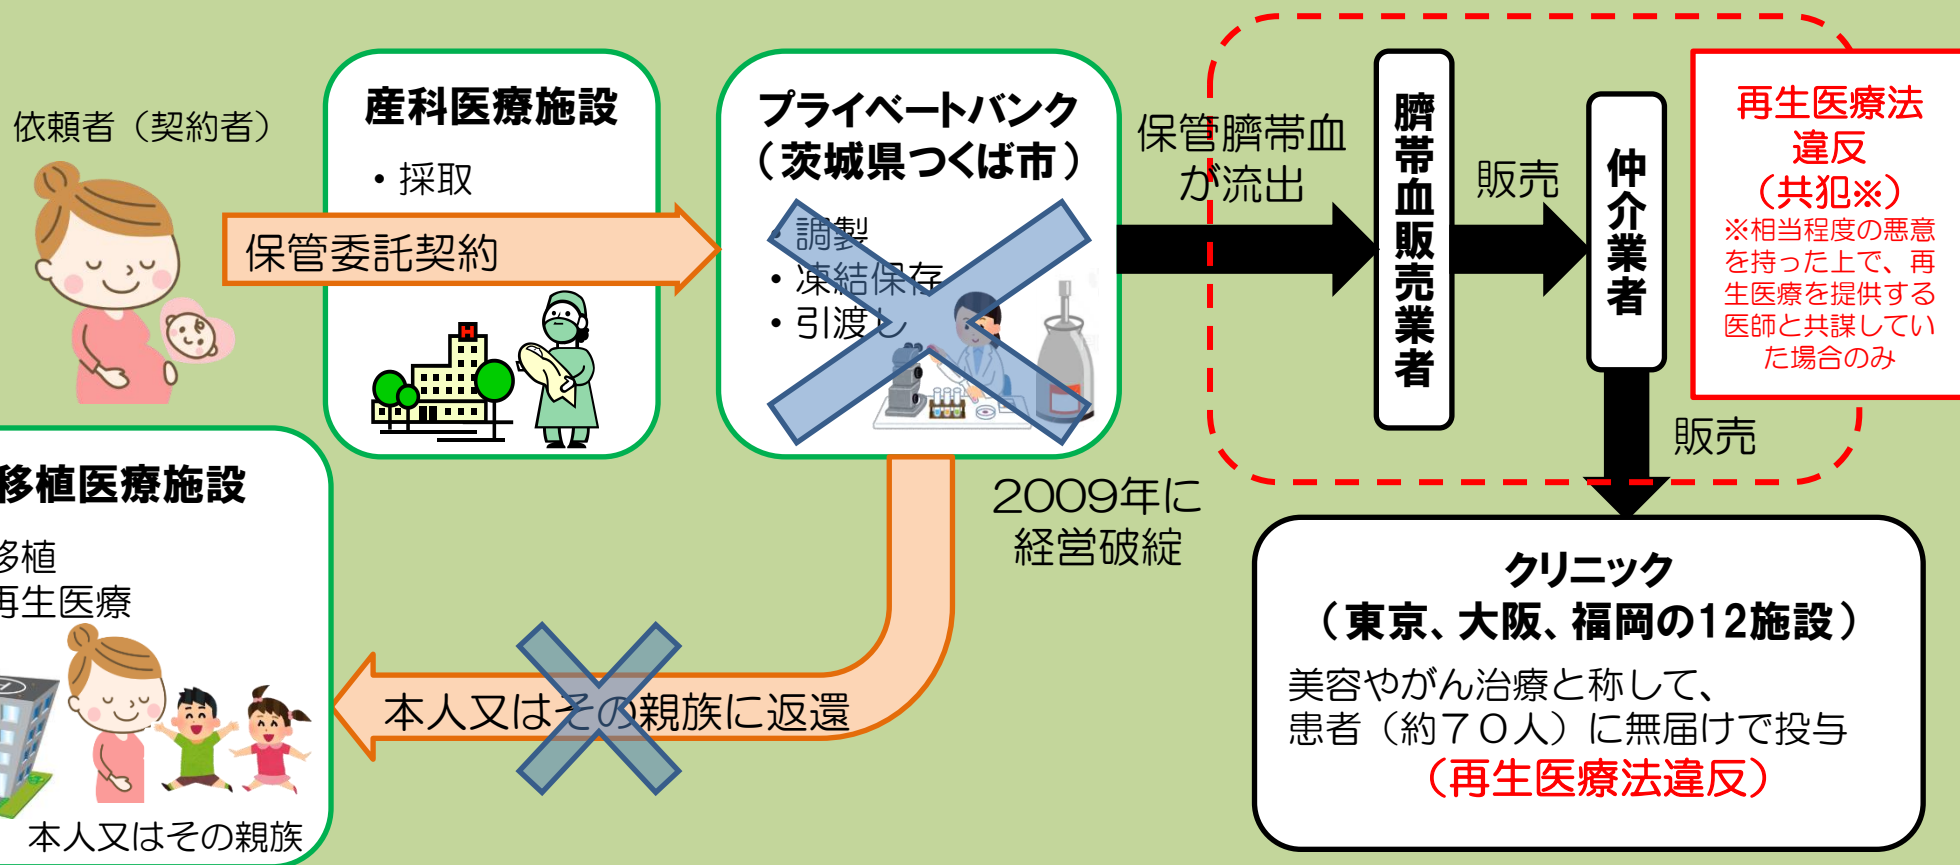 依頼者（契約者）
産科医療施設
・採取
保管委託契約
プライベートバンク
（茨城県つくば市）
・調製
・凍結保存
・引渡し
保管臍帯血
が流出
臍帯血販売業者
販売
仲介業者
再生医療法
違反
（共犯※）
※相当程度の悪意
を持った上で、再
生医療を提供する
医師と共謀してい
た場合のみ
販売
2009年に
経営破綻
クリニック
（東京、大阪、福岡の12施設）
美容やがん治療と称して、
患者（約７０人）に無届けで投与
（再生医療法違反）
本人又はその親族に返還
移植医療施設
移植
再生医療
本人又はその親族
H